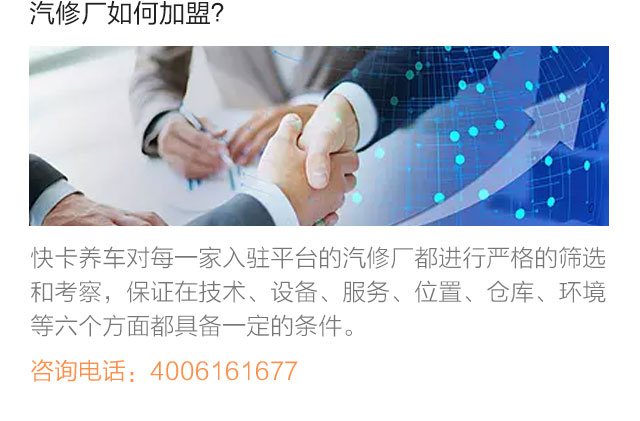 汽修厂如何加盟？
快卡养车对每一家入驻平台的汽修厂都进行严格的筛选
和考察，保证在技术、设备、服务、位置、仓库、环境
等六个方面都具备一定的条件。
咨询电话：4006161677